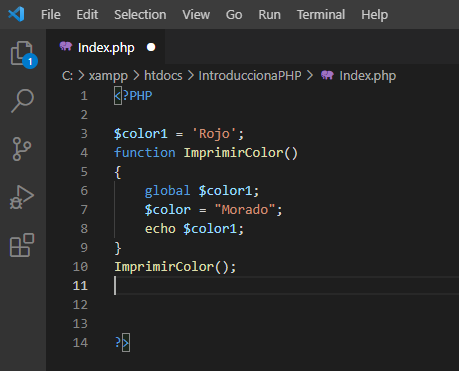 File Edit Selection View Go Run Terminal Help
Index.php
C: > xampp > htdocs > IntroduccionaPHP > Index.php
1 <?PHP
2
3 $color1 = 'Rojo';
4 function ImprimirColor()
5 {
6 global $color1;
7 $color = "Morado";
8 echo $color1;
9 }
10 ImprimirColor();
11
12
13
14 ?>
1